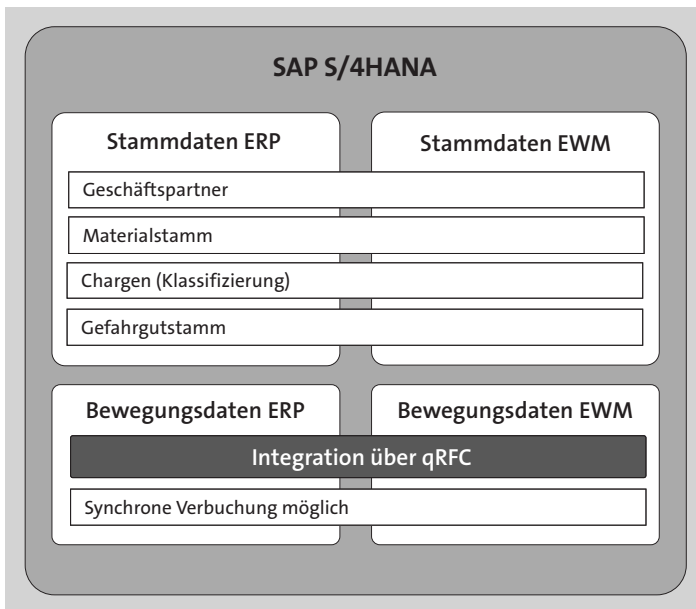 SAP S/4HANA
Stammdaten ERP
Stammdaten EWM
Geschäftspartner
Materialstamm
Chargen (Klassifizierung)
Gefahrgutstamm
Bewegungsdaten ERP
Bewegungsdaten EWM
Integration über qRFC
Synchrone Verbuchung möglich